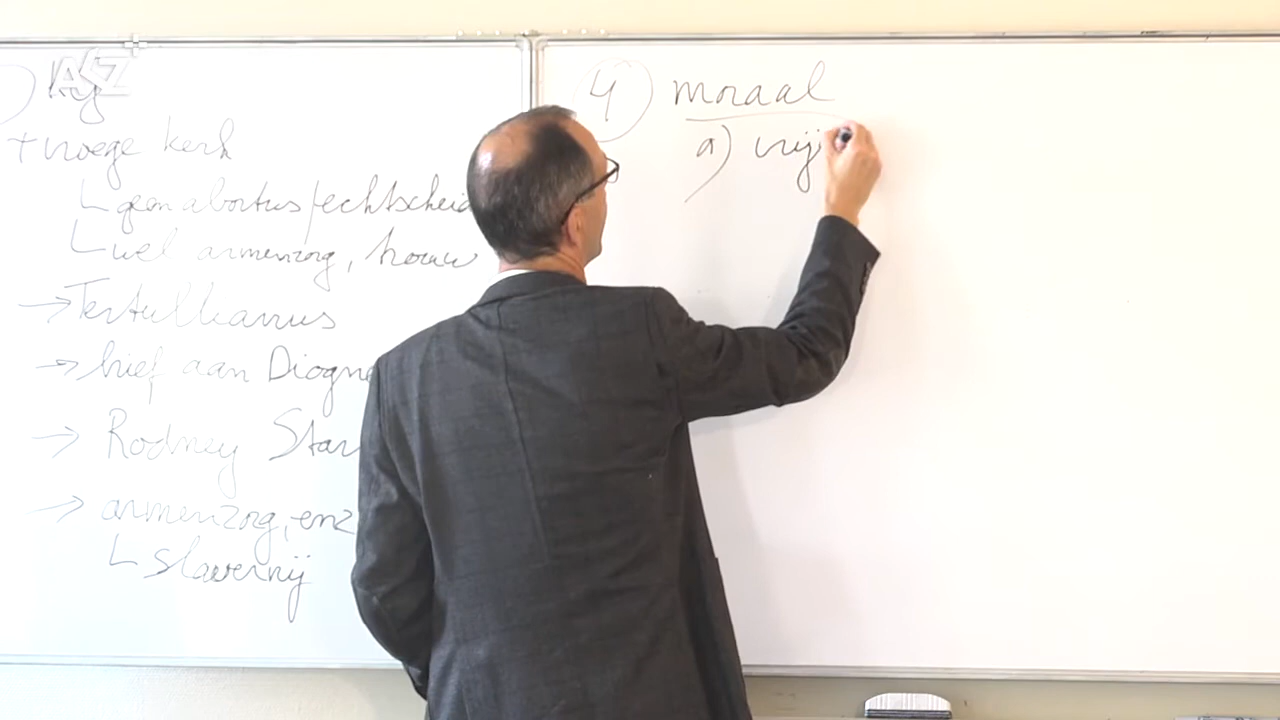 + vroege kerk
└ geen abortus/echtscheid
└ wel armenzorg, trouw
→ Tertullianus
→ brief aan Diogne
→ Rodney Star
→ armenzorg, enz
└ slavernij
4 moraal
a) vrij